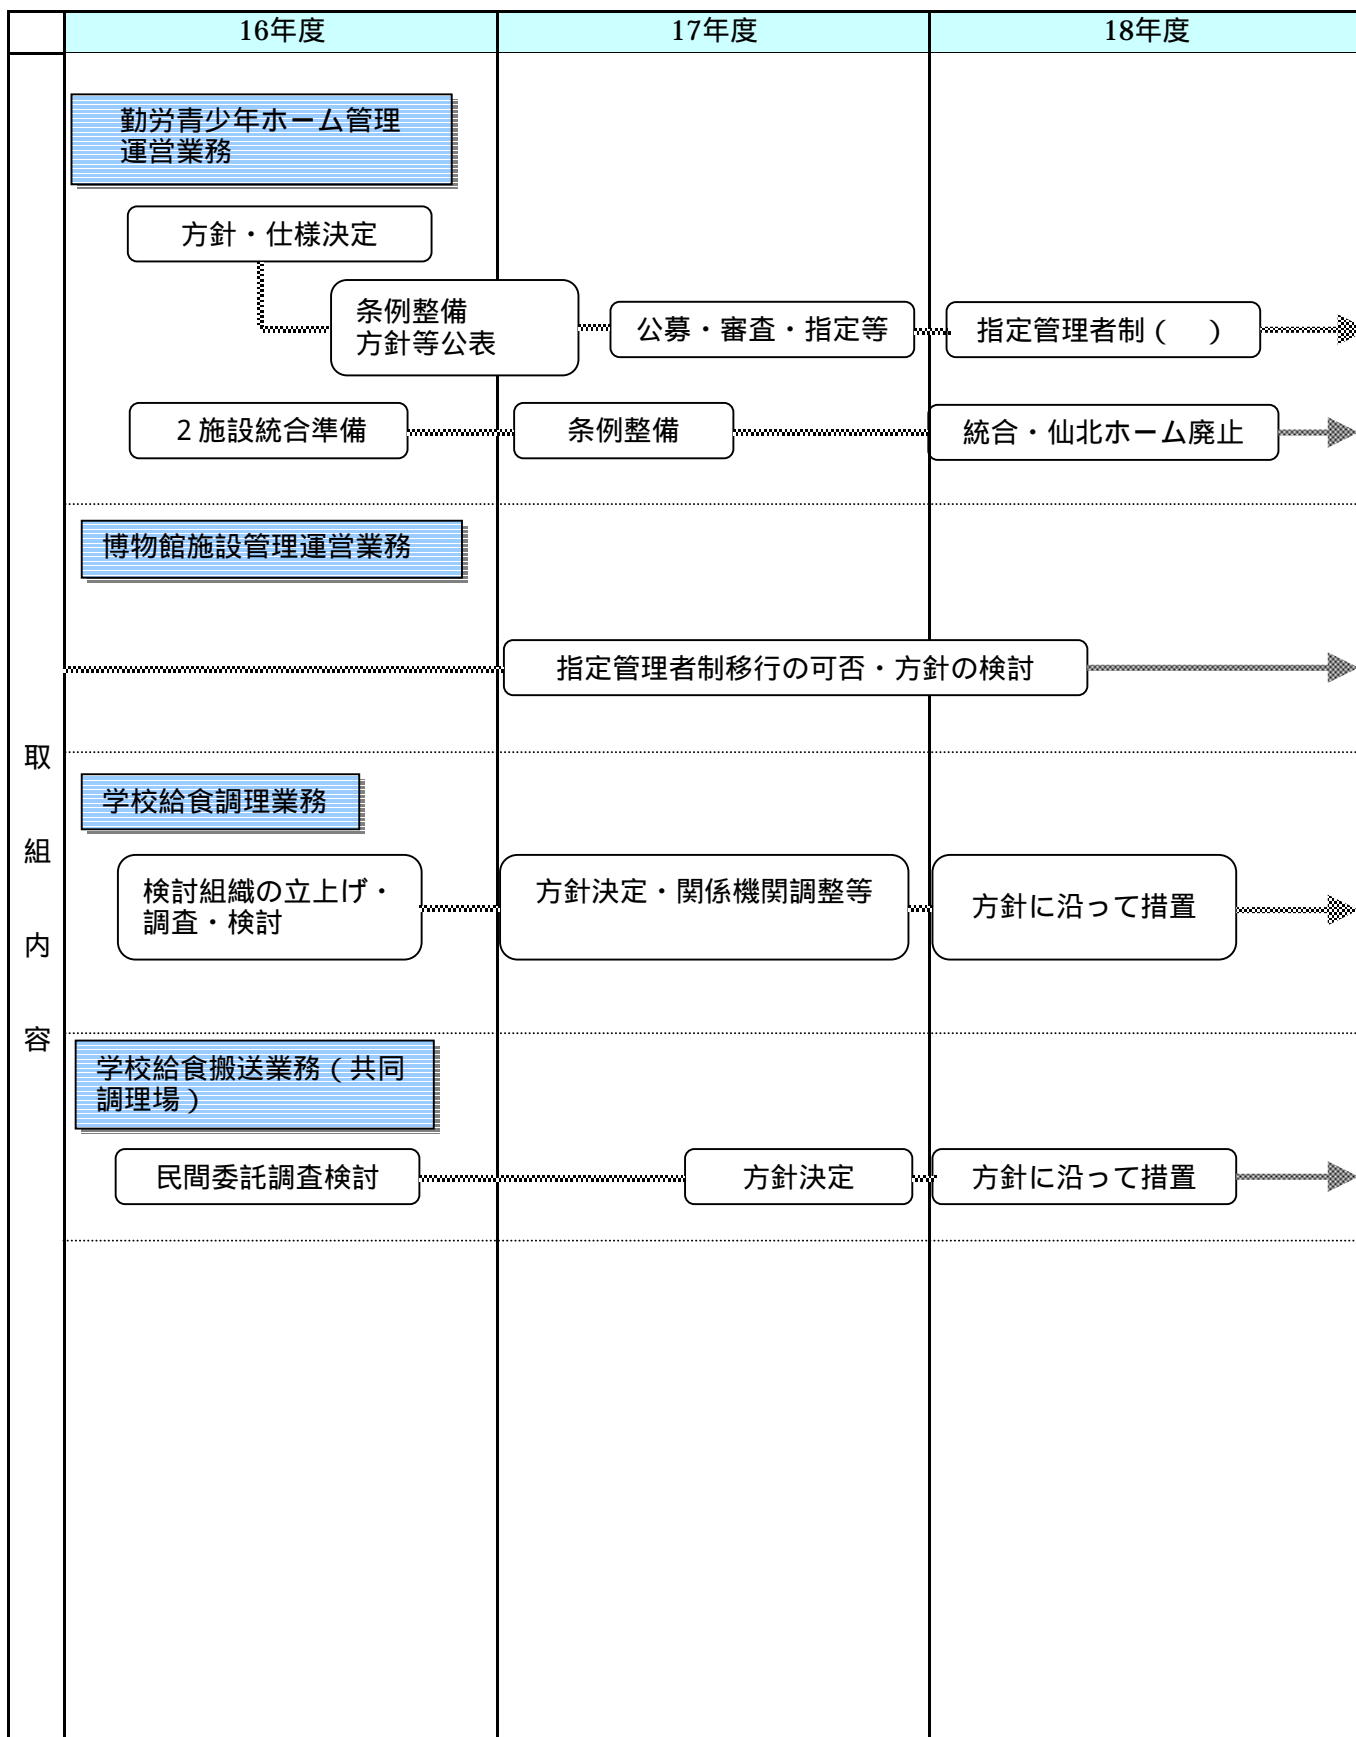 16年度
17年度
18年度
勤労青少年ホーム管理
運営業務
方針・仕様決定
条例整備
方針等公表
公募・審査・指定等
指定管理者制（　）
２施設統合準備
条例整備
統合・仙北ホーム廃止
博物館施設管理運営業務
指定管理者制移行の可否・方針の検討
取組内容
学校給食調理業務
検討組織の立上げ・
調査・検討
方針決定・関係機関調整等
方針に沿って措置
学校給食搬送業務（共同
調理場）
民間委託調査検討
方針決定
方針に沿って措置